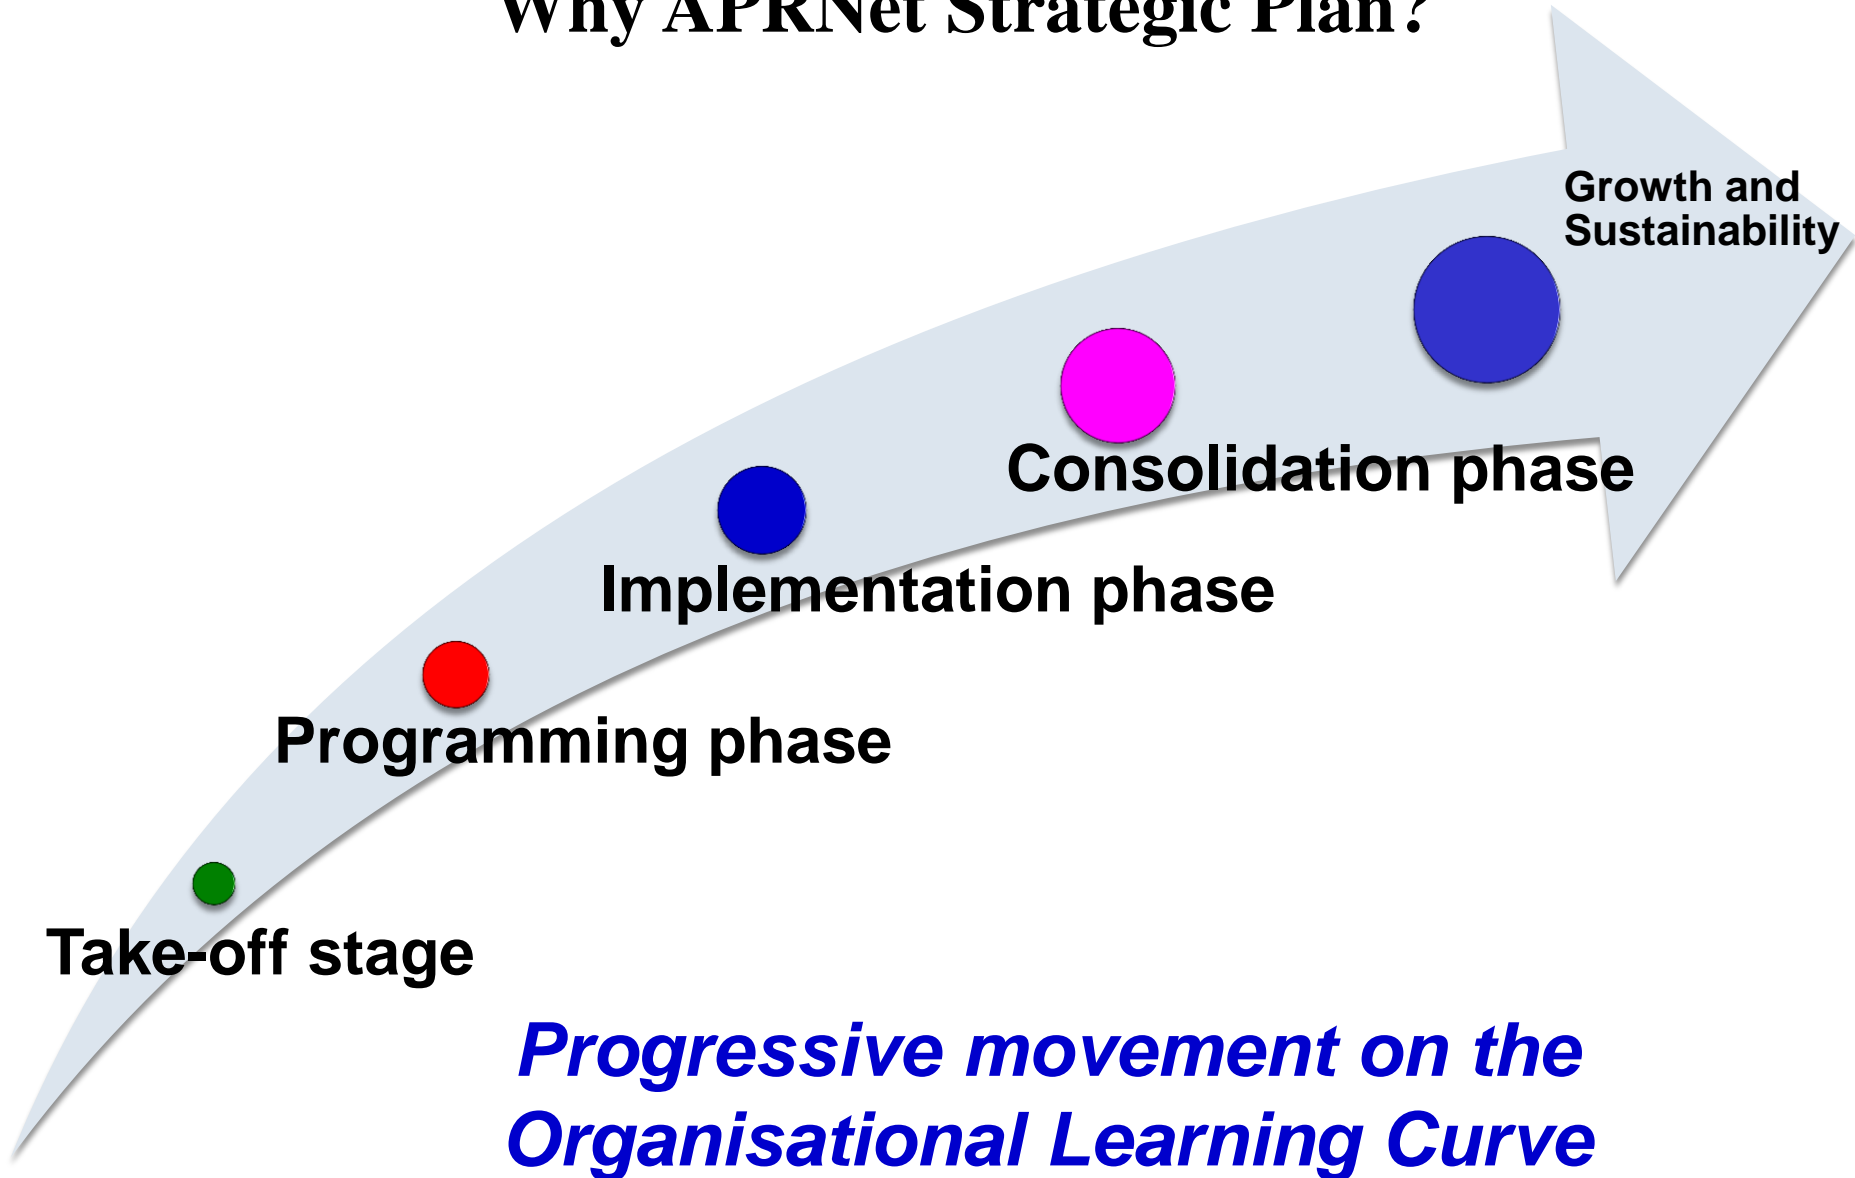 Why APRNet Strategic Plan?
Growth and
Sustainability
Consolidation phase
Implementation phase
Programming phase
Take-off stage
Progressive movement on the
Organisational Learning Curve